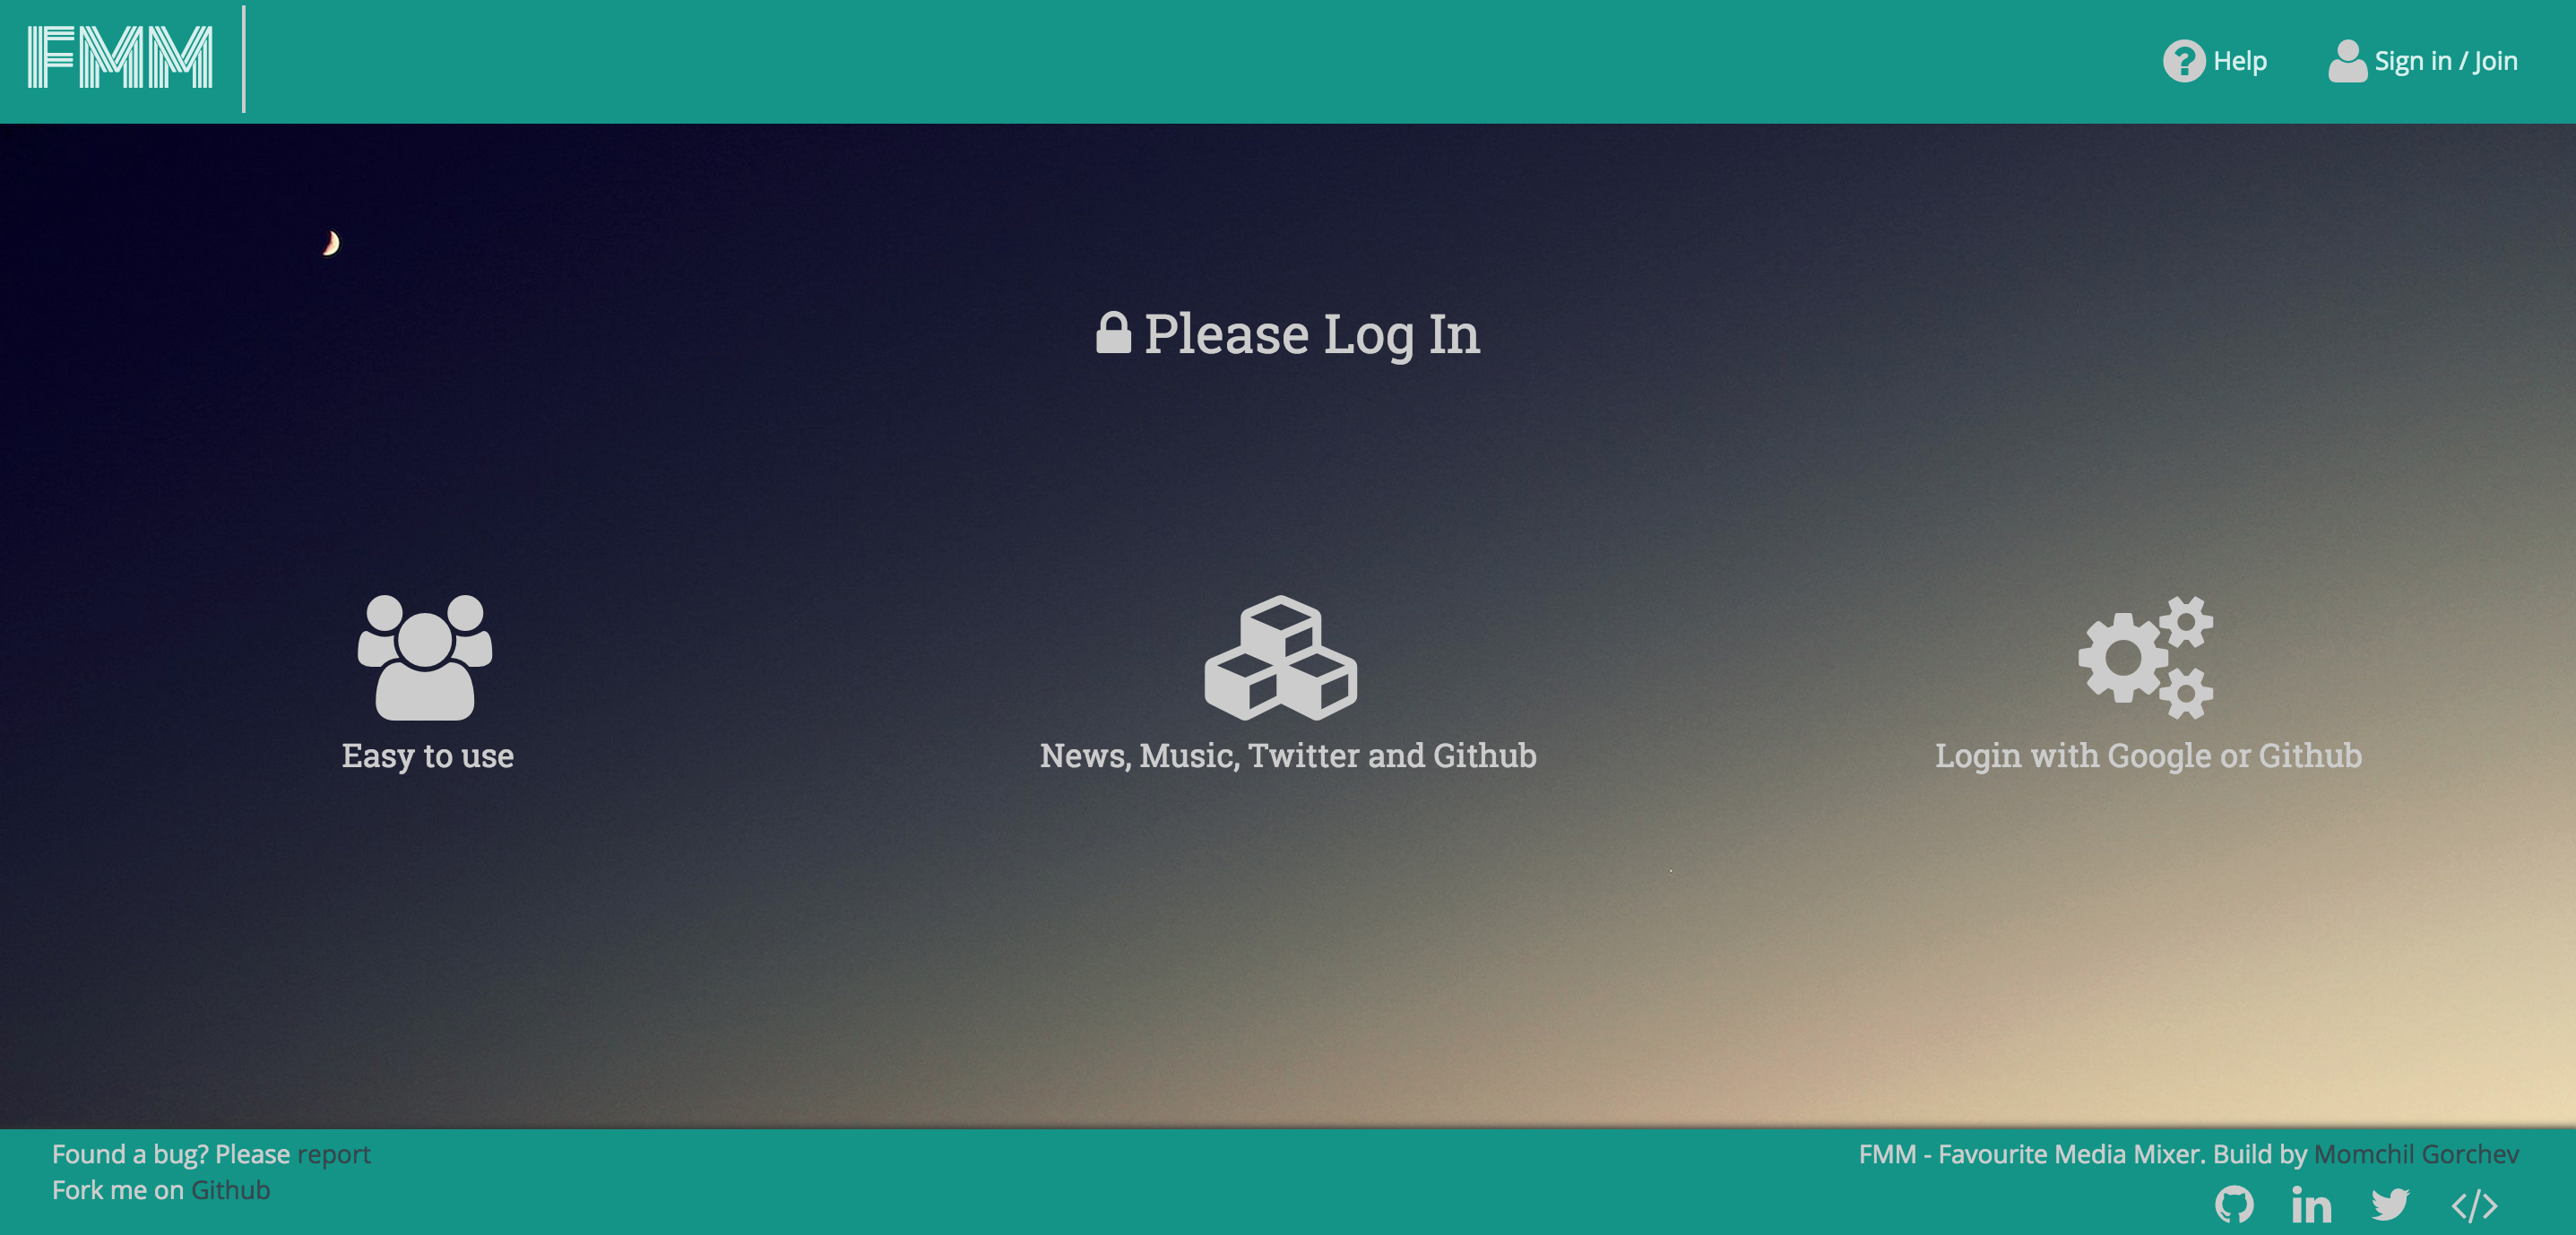 FMM
Help
Sign in / Join
Please Log In
Easy to use
News, Music, Twitter and Github
Login with Google or Github
Found a bug? Please report
Fork me on Github
FMM - Favourite Media Mixer. Build by Momchil Gorchev